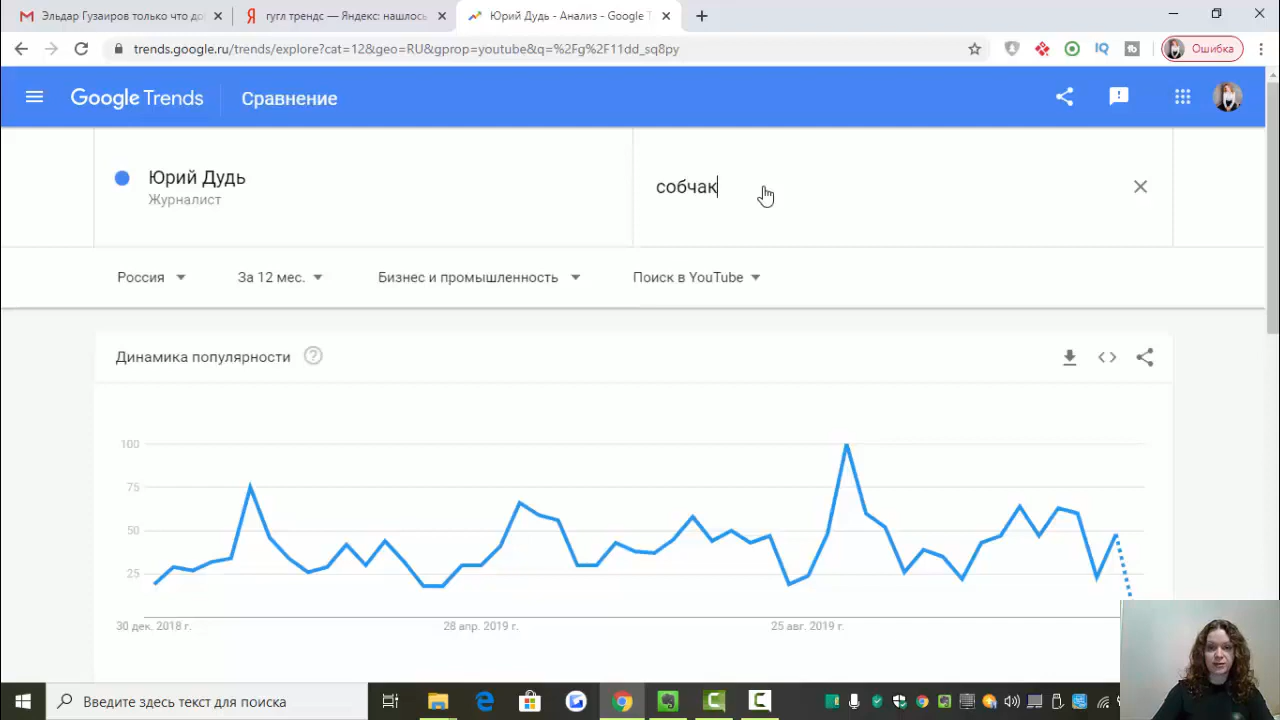 Эльдар Гузаиров только что до
гугл трендс — Яндекс: нашлось
Юрий Дудь - Анализ - Google T
trends.google.ru/trends/explore?cat=12&geo=RU&gprop=youtube&q=%2Fg%2F11dd_sq8py
IQ
Ошибка
Google Trends
Сравнение
Юрий Дудь
Журналист
собчак
Россия
За 12 мес.
Бизнес и промышленность
Поиск в YouTube
Динамика популярности
100
75
50
25
30 дек. 2018 г.
28 апр. 2019 г.
25 авг. 2019 г.
Введите здесь текст для поиска